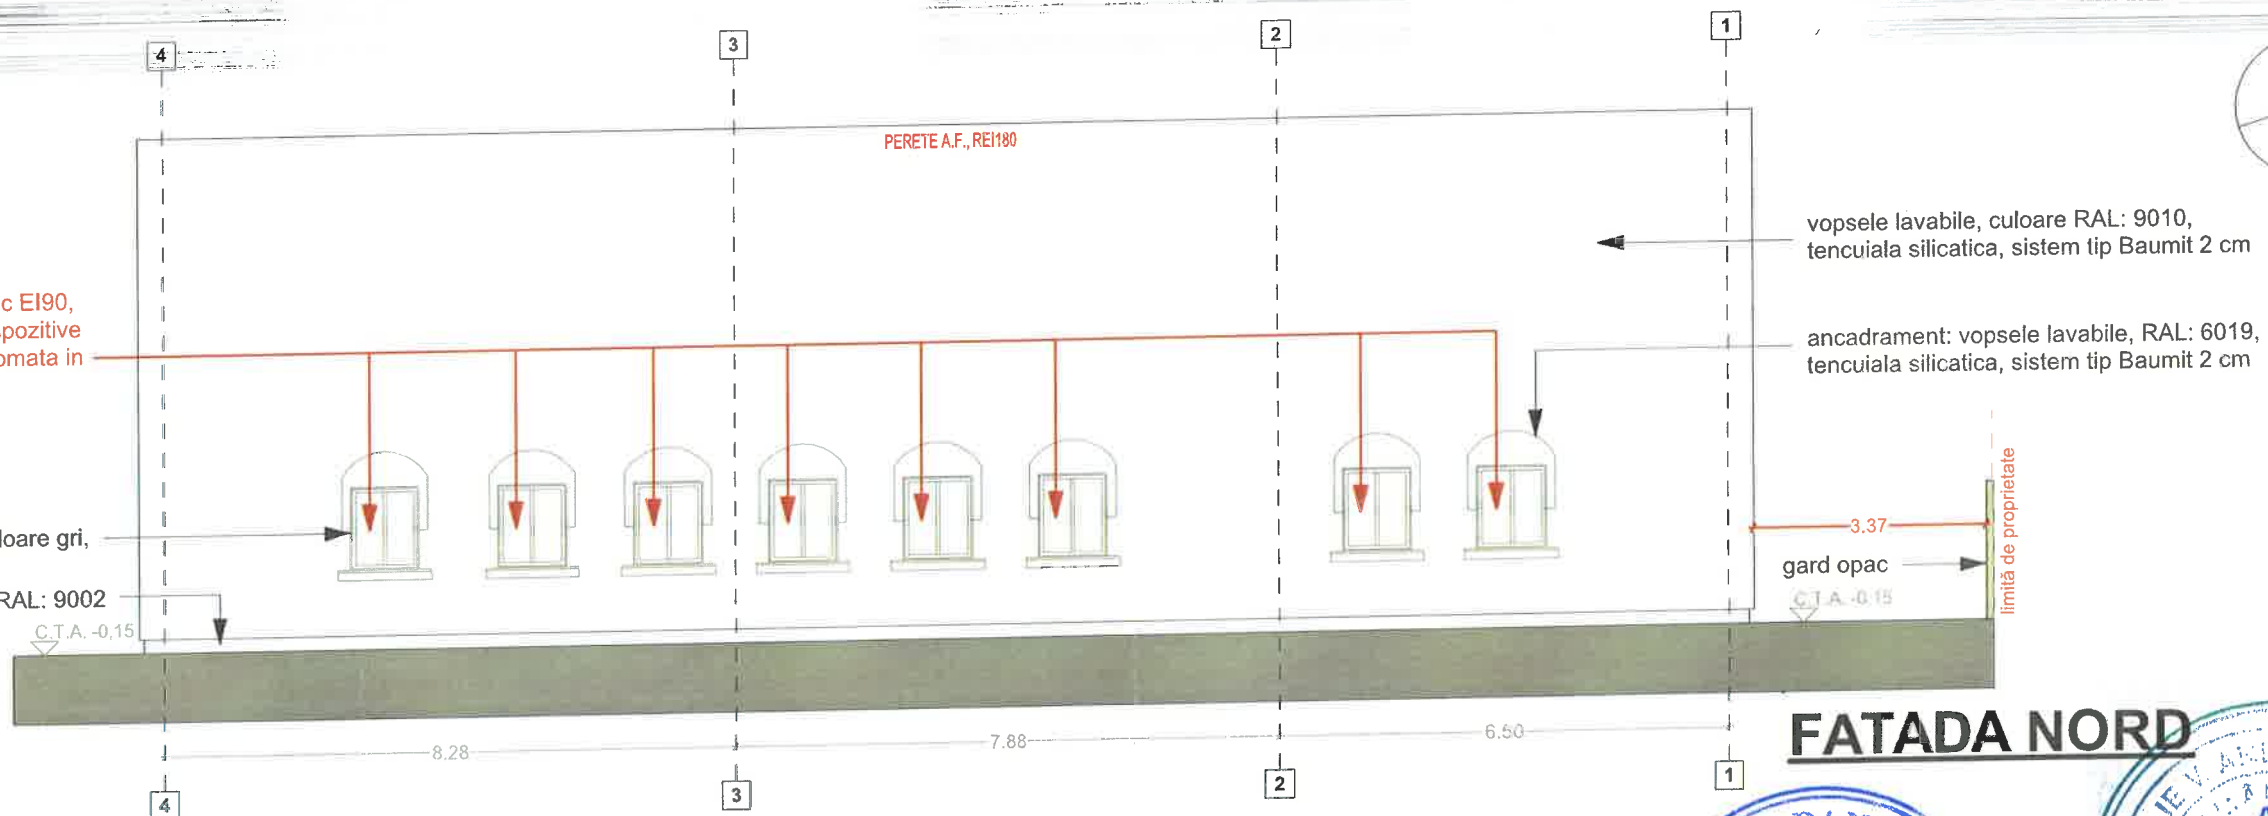 4
3
2
1
PERETE A.F., REI180
vopsele lavabile, culoare RAL: 9010,
tencuiala silicatica, sistem tip Baumit 2 cm
c EI90,
spozitive
omata in
ancadrament: vopsele lavabile, RAL: 6019,
tencuiala silicatica, sistem tip Baumit 2 cm
loare gri,
RAL: 9002
C.T.A. -0,15
3.37
gard opac
C.T.A. -0,15
limită de proprietate
8.28
7.88
6.50
FATADA NORD
4
3
2
1